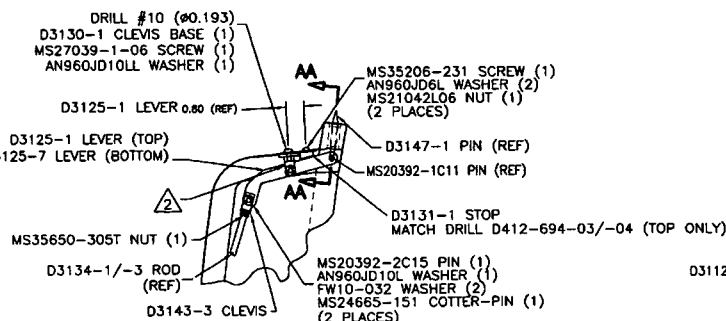 DRILL #10 (ø0.193)
D3130-1 CLEVIS BASE (1)
MS27039-1-06 SCREW (1)
AN960JD10LL WASHER (1)
AA
MS35206-231 SCREW (1)
AN960JD6L WASHER (2)
MS21042L06 NUT (1)
(2 PLACES)
D3125-1 LEVER 0.60 (REF)
D3125-1 LEVER (TOP)
125-7 LEVER (BOTTOM)
D3147-1 PIN (REF)
MS20392-1C11 PIN (REF)
AA
2
D3131-1 STOP
MATCH DRILL D412-694-03/-04 (TOP ONLY)
MS35650-305T NUT (1)
D3134-1/-3 ROD
(REF)
D3143-3 CLEVIS
MS20392-2C15 PIN (1)
AN960JD10L WASHER (1)
FW10-032 WASHER (2)
MS24665-151 COTTER-PIN (1)
(2 PLACES)
D3112